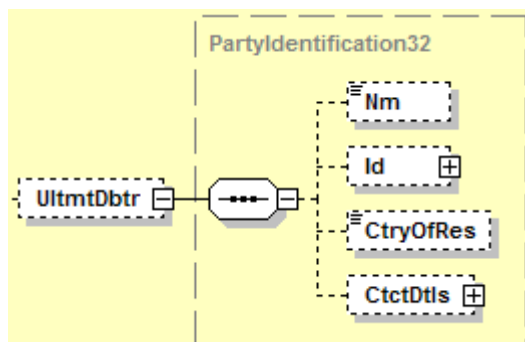 PartyIdentification32
Nm
Id
UltmtDbtr
CtryOfRes
CtctDtls